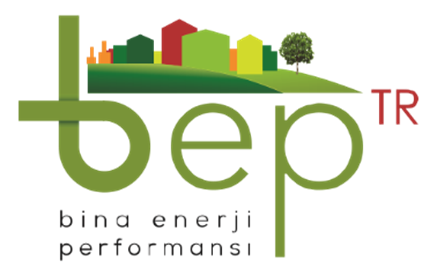 bep TR
bina enerji
performansı